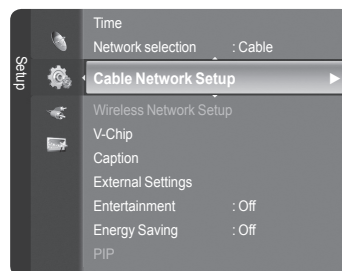 Setup
Time
Network selection : Cable
Cable Network Setup
Wireless Network Setup
V-Chip
Caption
External Settings
Entertainment : Off
Energy Saving : Off
PIP